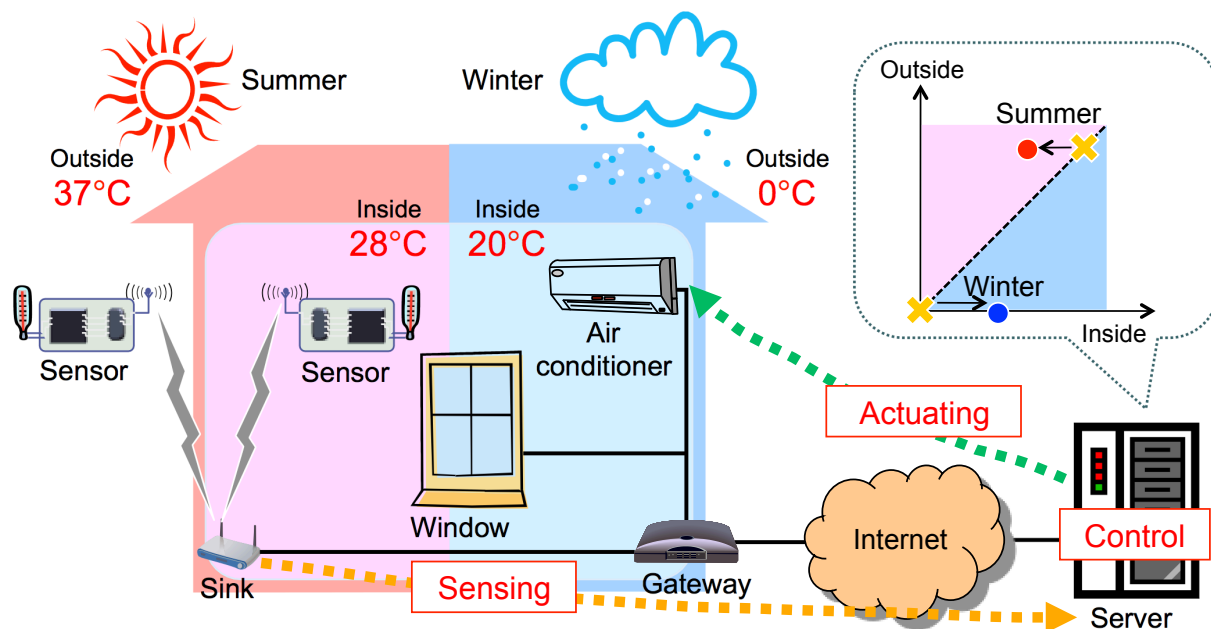 Summer
Winter
Outside
37°C
Outside
0°C
Inside
28°C
Inside
20°C
Outside
Summer
Winter
Inside
Sensor
Sensor
Air
conditioner
Actuating
Window
Internet
Control
Sink
Sensing
Gateway
Server